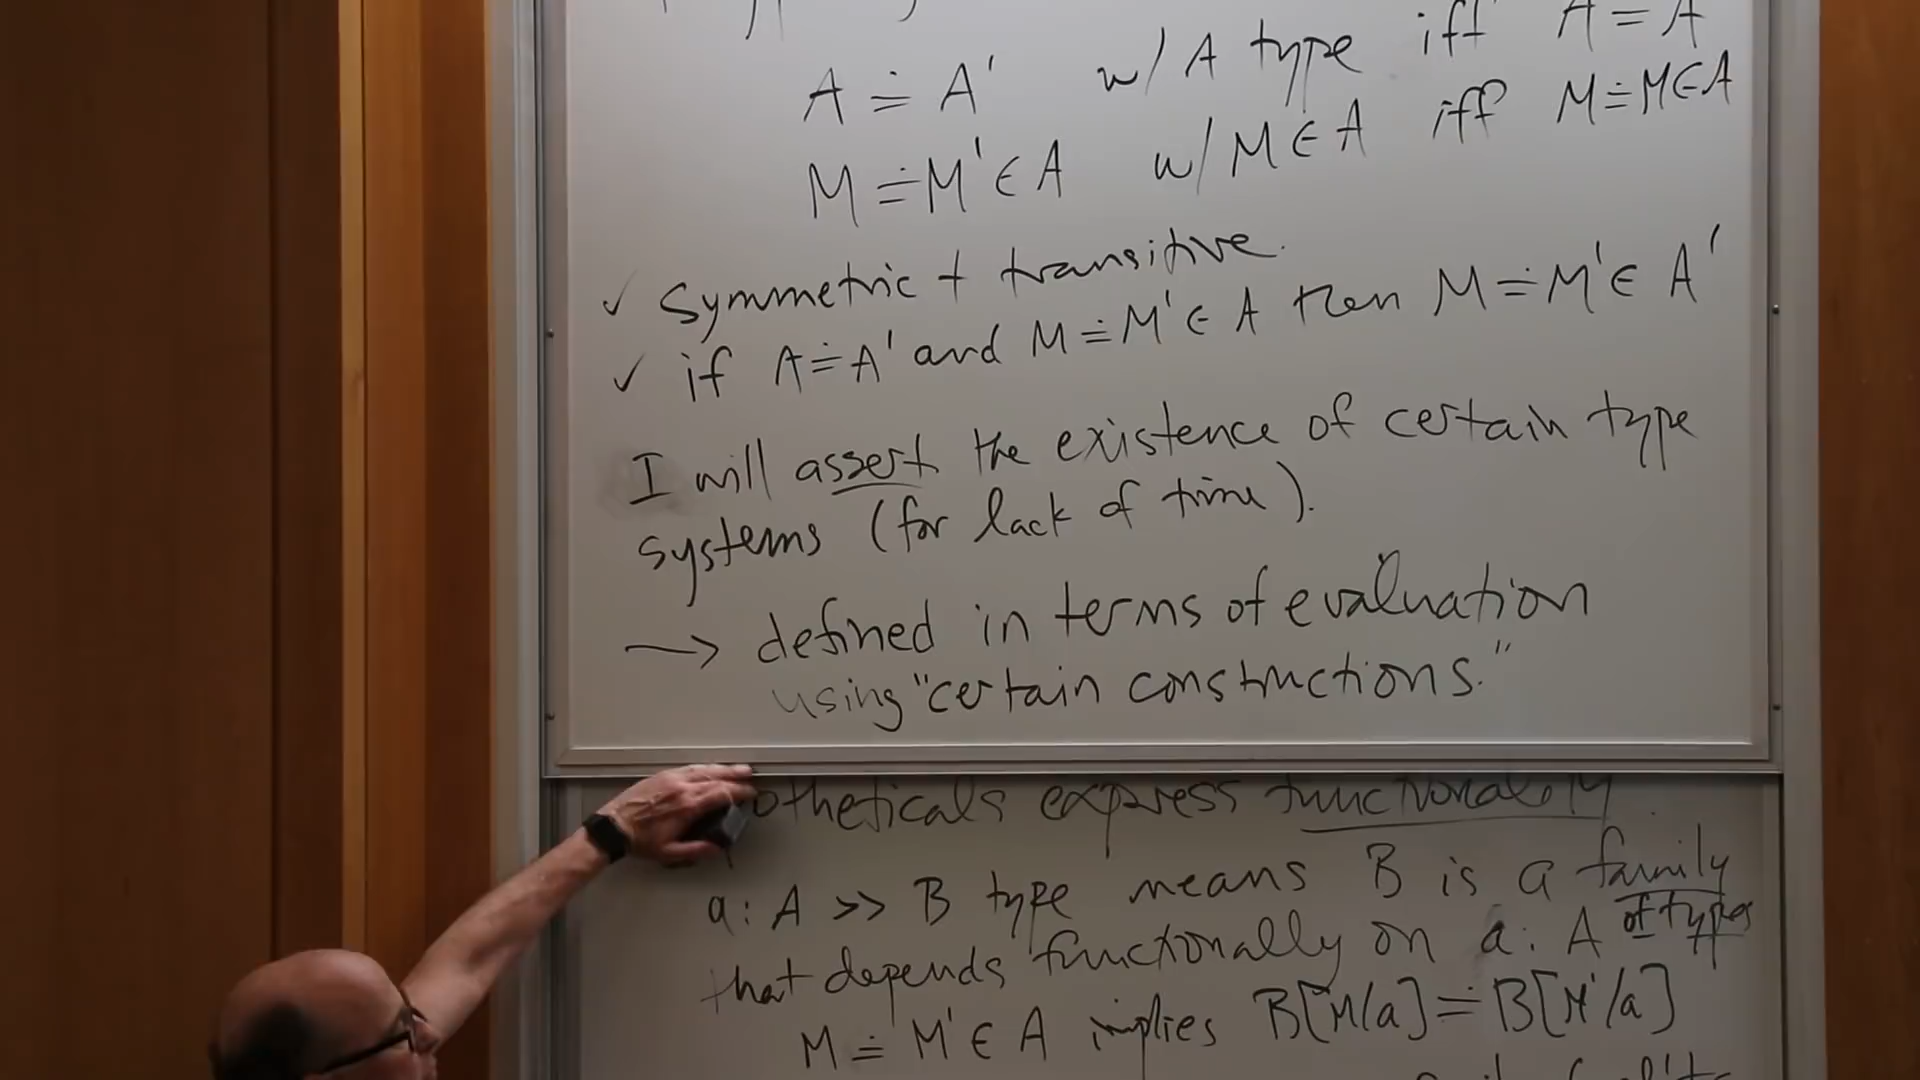 A ≐ A' w/ A type iff A ≐ A
M ≐ M' ∈ A w/ M ∈ A iff M ≐ M ∈ A
✓ Symmetric + transitive.
✓ if A ≐ A' and M ≐ M' ∈ A then M ≐ M' ∈ A'
I will assert the existence of certain type
systems (for lack of time).
→ defined in terms of evaluation
using "certain constructions."
express functionality.
a : A >> B type means B is a family
of types
that depends functionally on a : A
M ≐ M' ∈ A implies B[M/a] ≐ B[M'/a]